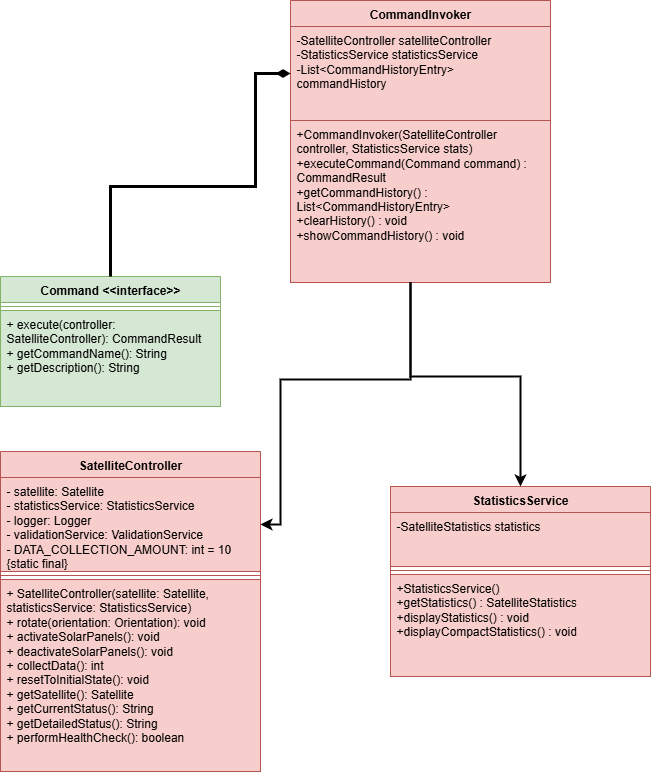 CommandInvoker
-SatelliteController satelliteController
-StatisticsService statisticsService
-List<CommandHistoryEntry>
commandHistory
+CommandInvoker(SatelliteController
controller, StatisticsService stats)
+executeCommand(Command command) :
CommandResult
+getCommandHistory() :
List<CommandHistoryEntry>
+clearHistory() : void
+showCommandHistory() : void
Command <<interface>>
+ execute(controller:
SatelliteController): CommandResult
+ getCommandName(): String
+ getDescription(): String
SatelliteController
- satellite: Satellite
- statisticsService: StatisticsService
- logger: Logger
- validationService: ValidationService
- DATA_COLLECTION_AMOUNT: int = 10
{static final}
+ SatelliteController(satellite: Satellite,
statisticsService: StatisticsService)
+ rotate(orientation: Orientation): void
+ activateSolarPanels(): void
+ deactivateSolarPanels(): void
+ collectData(): int
+ resetToInitialState(): void
+ getSatellite(): Satellite
+ getCurrentStatus(): String
+ getDetailedStatus(): String
+ performHealthCheck(): boolean
StatisticsService
-SatelliteStatistics statistics
+StatisticsService()
+getStatistics() : SatelliteStatistics
+displayStatistics() : void
+displayCompactStatistics() : void